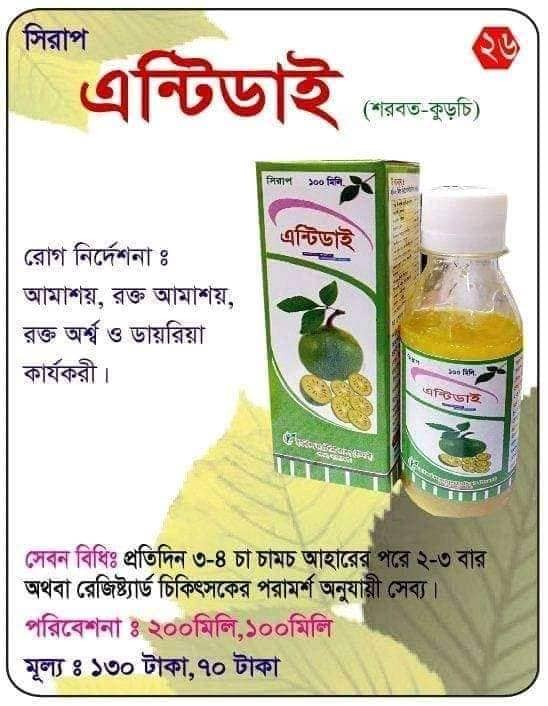 সিরাপ
২৬
এন্টিডাই
(শরবত-কুড়চি)
সিরাপ ১০০ মিলি.
এন্টিডাই
রোগ নির্দেশনা ঃ
আমাশয়, রক্ত আমাশয়,
রক্ত অর্শ্ব ও ডায়রিয়া
কার্যকরী।
সিরাপ ১০০ মিলি.
এন্টিডাই
সেবন বিধিঃ প্রতিদিন ৩-৪ চা চামচ আহারের পরে ২-৩ বার
অথবা রেজিষ্ট্যার্ড চিকিৎসকের পরামর্শ অনুযায়ী সেব্য।
পরিবেশনা ঃ ২০০মিলি,১০০মিলি
মূল্য ঃ ১৩০ টাকা,৭০ টাকা